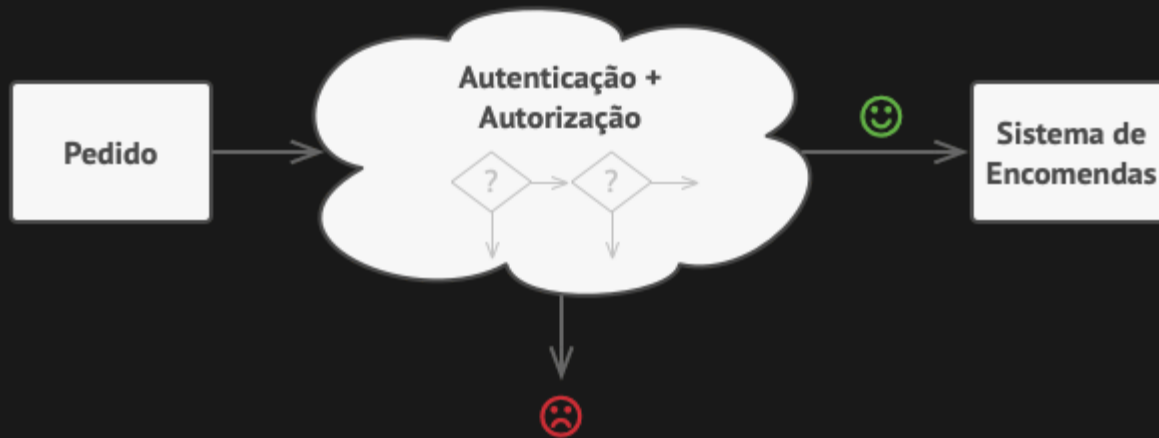 Pedido
Autenticação +
Autorização
?
?
Sistema de
Encomendas